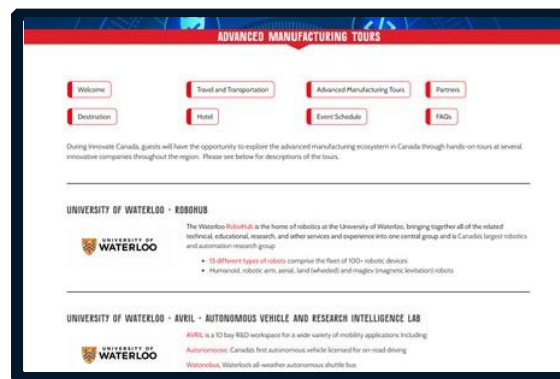 ADVANCED MANUFACTURING TOURS
Welcome
Travel and Transportation
Advanced Manufacturing Tours
Partners
Destination
Hotel
Event Schedule
FAQs
During Innovate Canada, guests will have the opportunity to explore the advanced manufacturing ecosystem in Canada through hands-on tours at several
innovative companies throughout the region. Please see below for descriptions of the tours.
UNIVERSITY OF WATERLOO - ROBOHUB
UNIVERSITY OF
WATERLOO
The Waterloo RoboHub is the home of robotics at the University of Waterloo, bringing together all of the related
technical, educational, research, and other services and experience into one central group and is Canada's largest robotics
and automation research group
• 13 different types of robots comprise the fleet of 100+ robotic devices
• Humanoid, robotic arm, aerial, land (wheeled) and maglev (magnetic levitation) robots
UNIVERSITY OF WATERLOO - AVRIL - AUTONOMOUS VEHICLE AND RESEARCH INTELLIGENCE LAB
UNIVERSITY OF
WATERLOO
AVRIL is a 10 bay R&D workspace for a wide variety of mobility applications including
Autonomoose, Canada's first autonomous vehicle licensed for on-road driving
Watonobus, Waterloo's all-weather autonomous shuttle bus